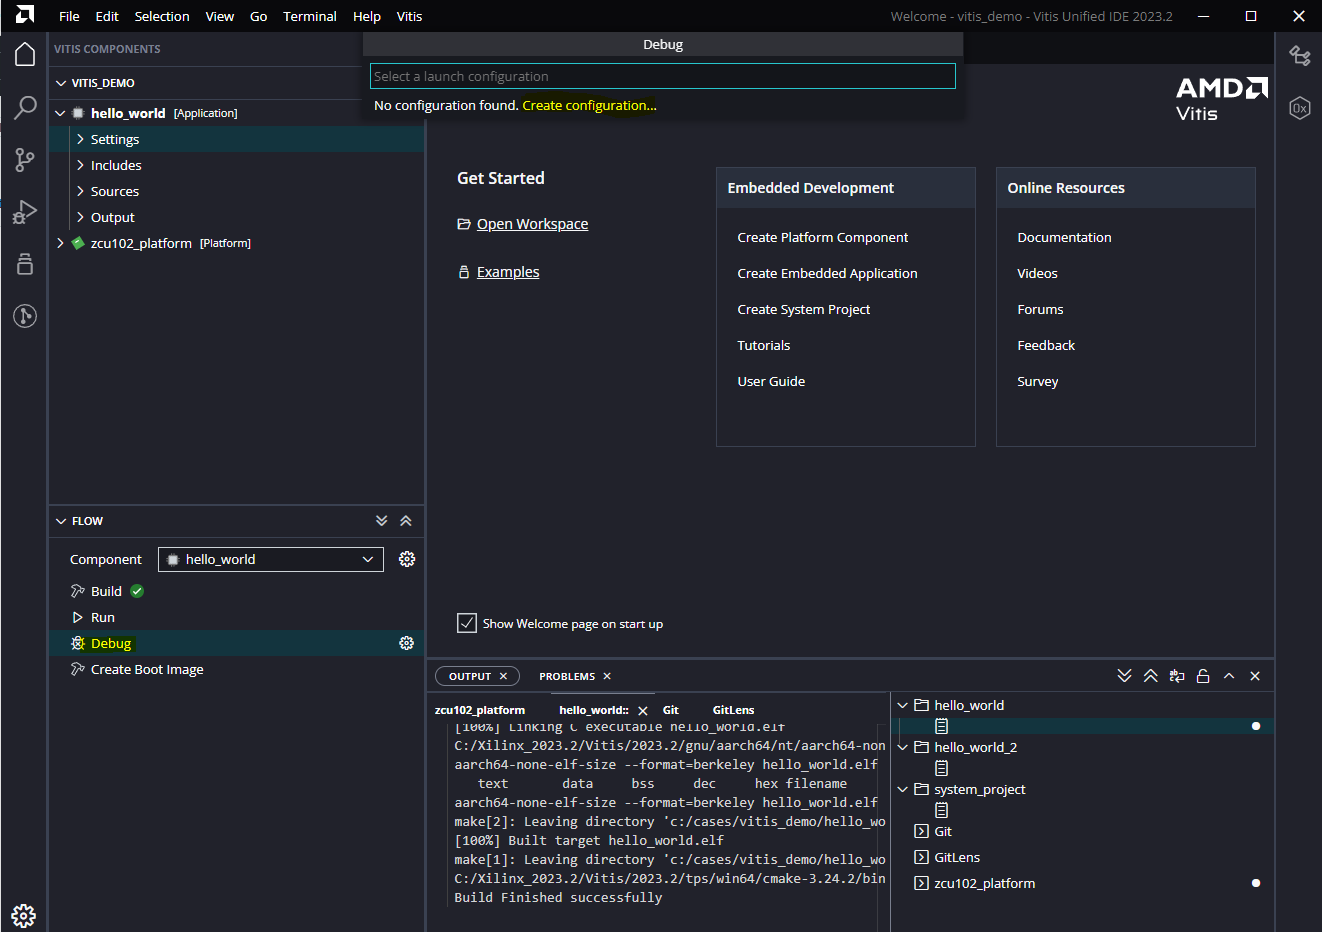 File Edit Selection View Go Terminal Help Vitis
Welcome - vitis_demo - Vitis Unified IDE 2023.2
VITIS COMPONENTS
VITIS_DEMO
hello_world [Application]
Settings
Includes
Sources
Output
zcu102_platform [Platform]
Debug
Select a launch configuration
No configuration found. Create configuration...
AMD
Vitis
0x
Get Started
Open Workspace
Examples
Embedded Development
Create Platform Component
Create Embedded Application
Create System Project
Tutorials
User Guide
Online Resources
Documentation
Videos
Forums
Feedback
Survey
Show Welcome page on start up
FLOW
Component hello_world
Build
Run
Debug
Create Boot Image
OUTPUT PROBLEMS
zcu102_platform hello_world:: Git GitLens
[100%] Linking C executable hello_world.elf
C:/Xilinx_2023.2/Vitis/2023.2/gnu/aarch64/nt/aarch64-non
aarch64-none-elf-size --format=berkeley hello_world.elf
text data bss dec hex filename
aarch64-none-elf-size --format=berkeley hello_world.elf
make[2]: Leaving directory 'c:/cases/vitis_demo/hello_wo
[100%] Built target hello_world.elf
make[1]: Leaving directory 'c:/cases/vitis_demo/hello_wo
C:/Xilinx_2023.2/Vitis/2023.2/tps/win64/cmake-3.24.2/bin
Build Finished successfully
hello_world
hello_world_2
system_project
Git
GitLens
zcu102_platform